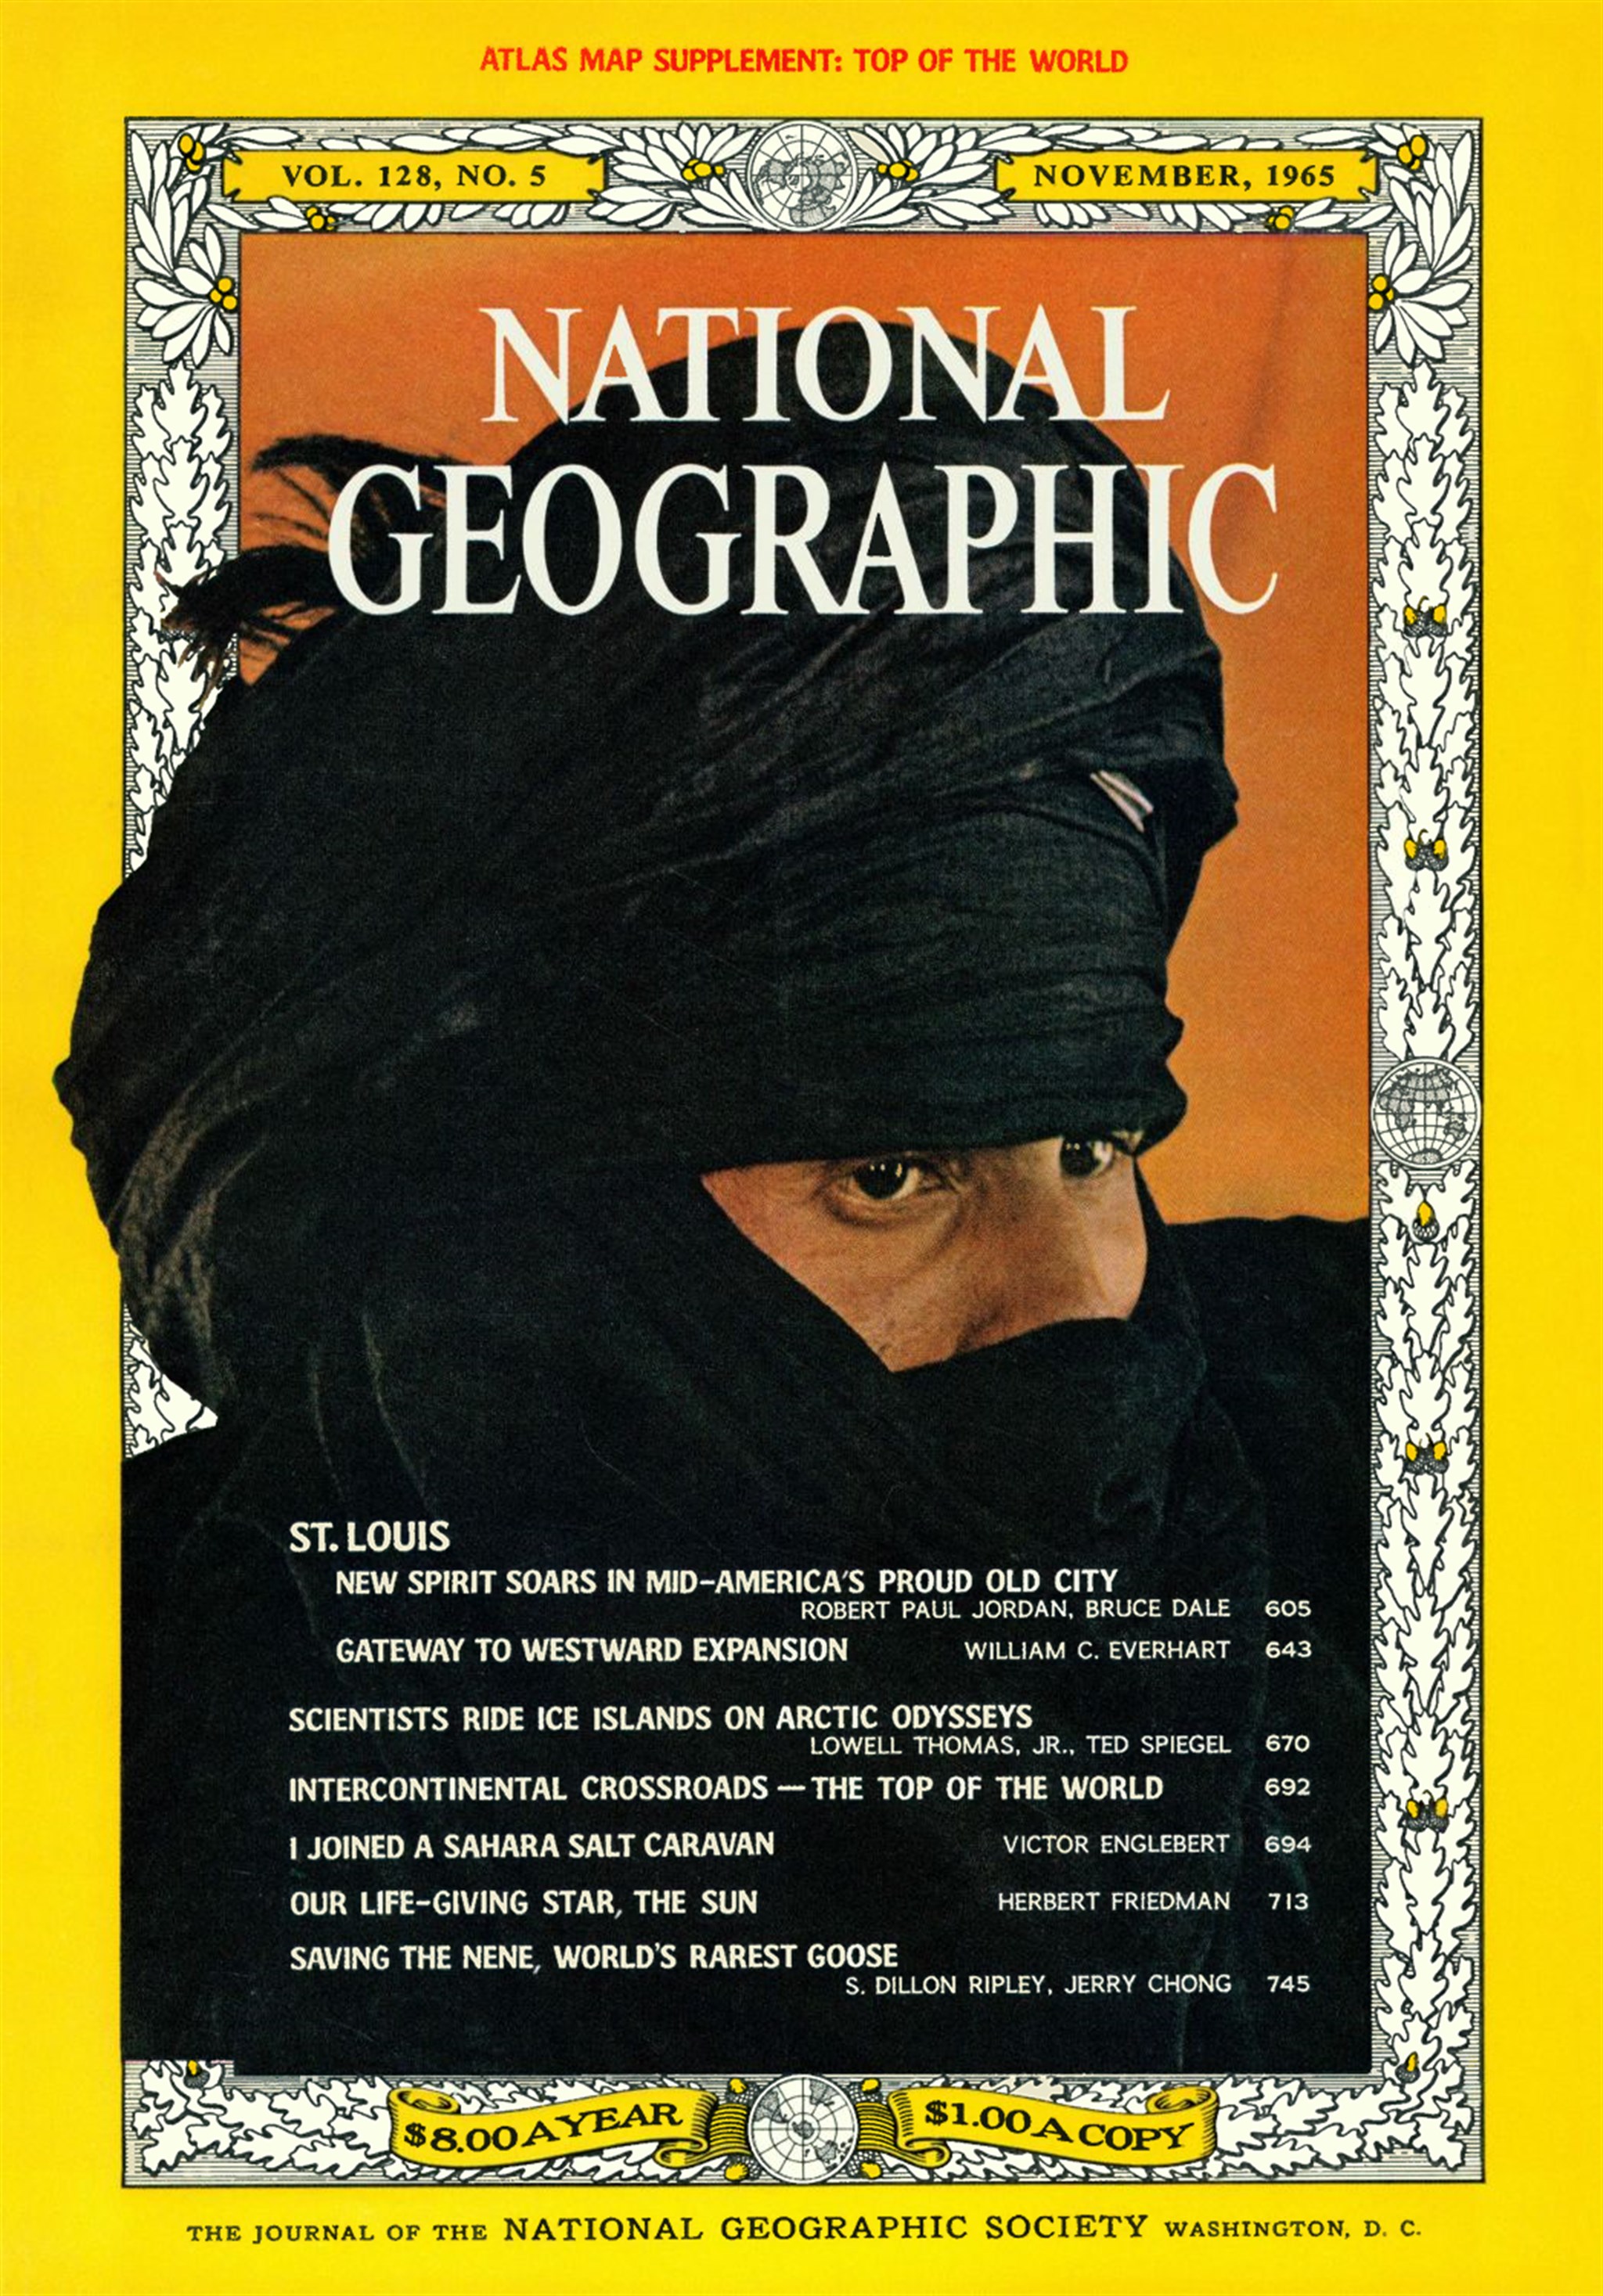 ATLAS MAP SUPPLEMENT: TOP OF THE WORLD
VOL. 128, NO. 5
NOVEMBER, 1965
NATIONAL
GEOGRAPHIC
ST. LOUIS
NEW SPIRIT SOARS IN MID-AMERICA'S PROUD OLD CITY
ROBERT PAUL JORDAN, BRUCE DALE 605
GATEWAY TO WESTWARD EXPANSION WILLIAM C. EVERHART 643
SCIENTISTS RIDE ICE ISLANDS ON ARCTIC ODYSSEYS
LOWELL THOMAS, JR., TED SPIEGEL 670
INTERCONTINENTAL CROSSROADS — THE TOP OF THE WORLD 692
I JOINED A SAHARA SALT CARAVAN VICTOR ENGLEBERT 694
OUR LIFE-GIVING STAR, THE SUN HERBERT FRIEDMAN 713
SAVING THE NENE, WORLD'S RAREST GOOSE
S. DILLON RIPLEY, JERRY CHONG 745
$8.00 A YEAR
$1.00 A COPY
THE JOURNAL OF THE NATIONAL GEOGRAPHIC SOCIETY WASHINGTON, D. C.